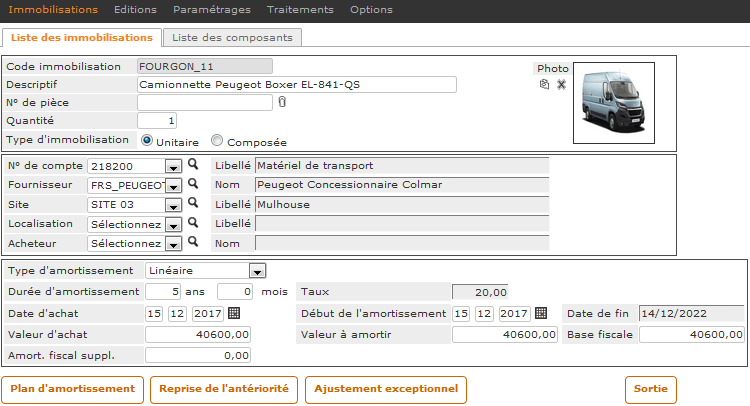 Immobilisations Editions Paramétrages Traitements Options
Liste des immobilisations Liste des composants
Code immobilisation FOURGON_11
Photo
Descriptif Camionnette Peugeot Boxer EL-841-QS
N° de pièce
Quantité 1
Type d'immobilisation Unitaire Composée
N° de compte 218200 Libellé Matériel de transport
Fournisseur FRS_PEUGEOT Nom Peugeot Concessionnaire Colmar
Site SITE 03 Libellé Mulhouse
Localisation Sélectionnez Libellé
Acheteur Sélectionnez Nom
Type d'amortissement Linéaire
Durée d'amortissement 5 ans 0 mois Taux 20,00
Date d'achat 15 12 2017 Début de l'amortissement 15 12 2017 Date de fin 14/12/2022
Valeur d'achat 40600,00 Valeur à amortir 40600,00 Base fiscale 40600,00
Amort. fiscal suppl. 0,00
Plan d'amortissement Reprise de l'antériorité Ajustement exceptionnel Sortie